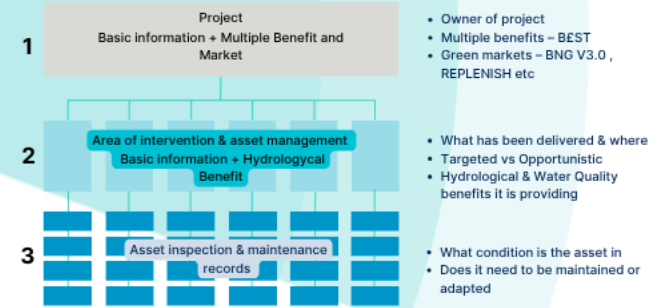 1
Project
Basic information + Multiple Benefit and
Market
• Owner of project
• Multiple benefits – B£ST
• Green markets – BNG V3.0 ,
REPLENISH etc
2
Area of intervention & asset management
Basic information + Hydrologycal
Benefit
• What has been delivered & where
• Targeted vs Opportunistic
• Hydrological & Water Quality
benefits it is providing
3
Asset inspection & maintenance
records
• What condition is the asset in
• Does it need to be maintained or
adapted